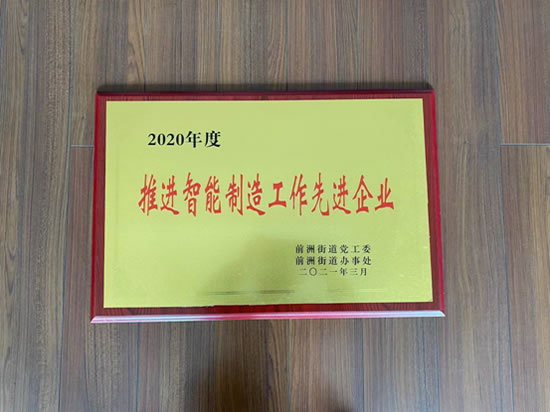 2020年度
推进智能制造工作先进企业
前洲街道党工委
前洲街道办事处
二〇二一年三月